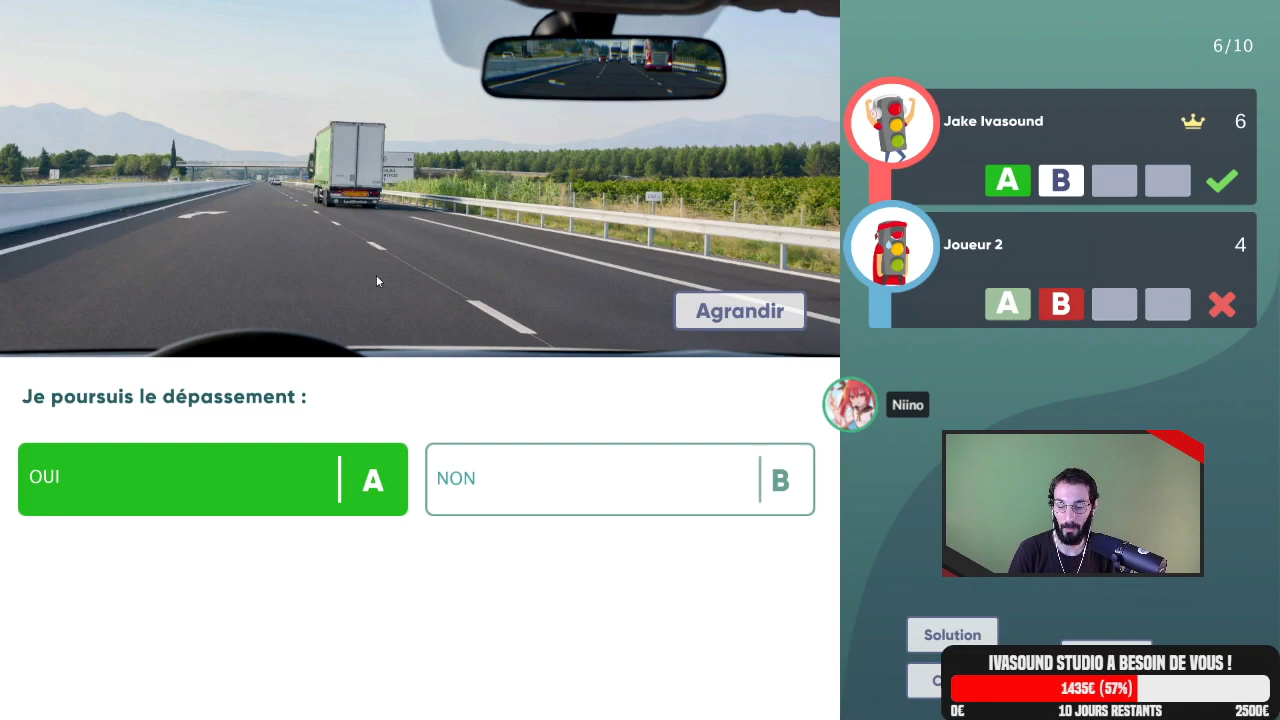 6/10
Jake Ivasound
6
A
B
Joueur 2
4
A
B
Agrandir
Je poursuis le dépassement :
OUI
A
NON
B
Niino
Solution
IVASOUND STUDIO A BESOIN DE VOUS !
1435€ (57%)
0€
10 JOURS RESTANTS
2500€